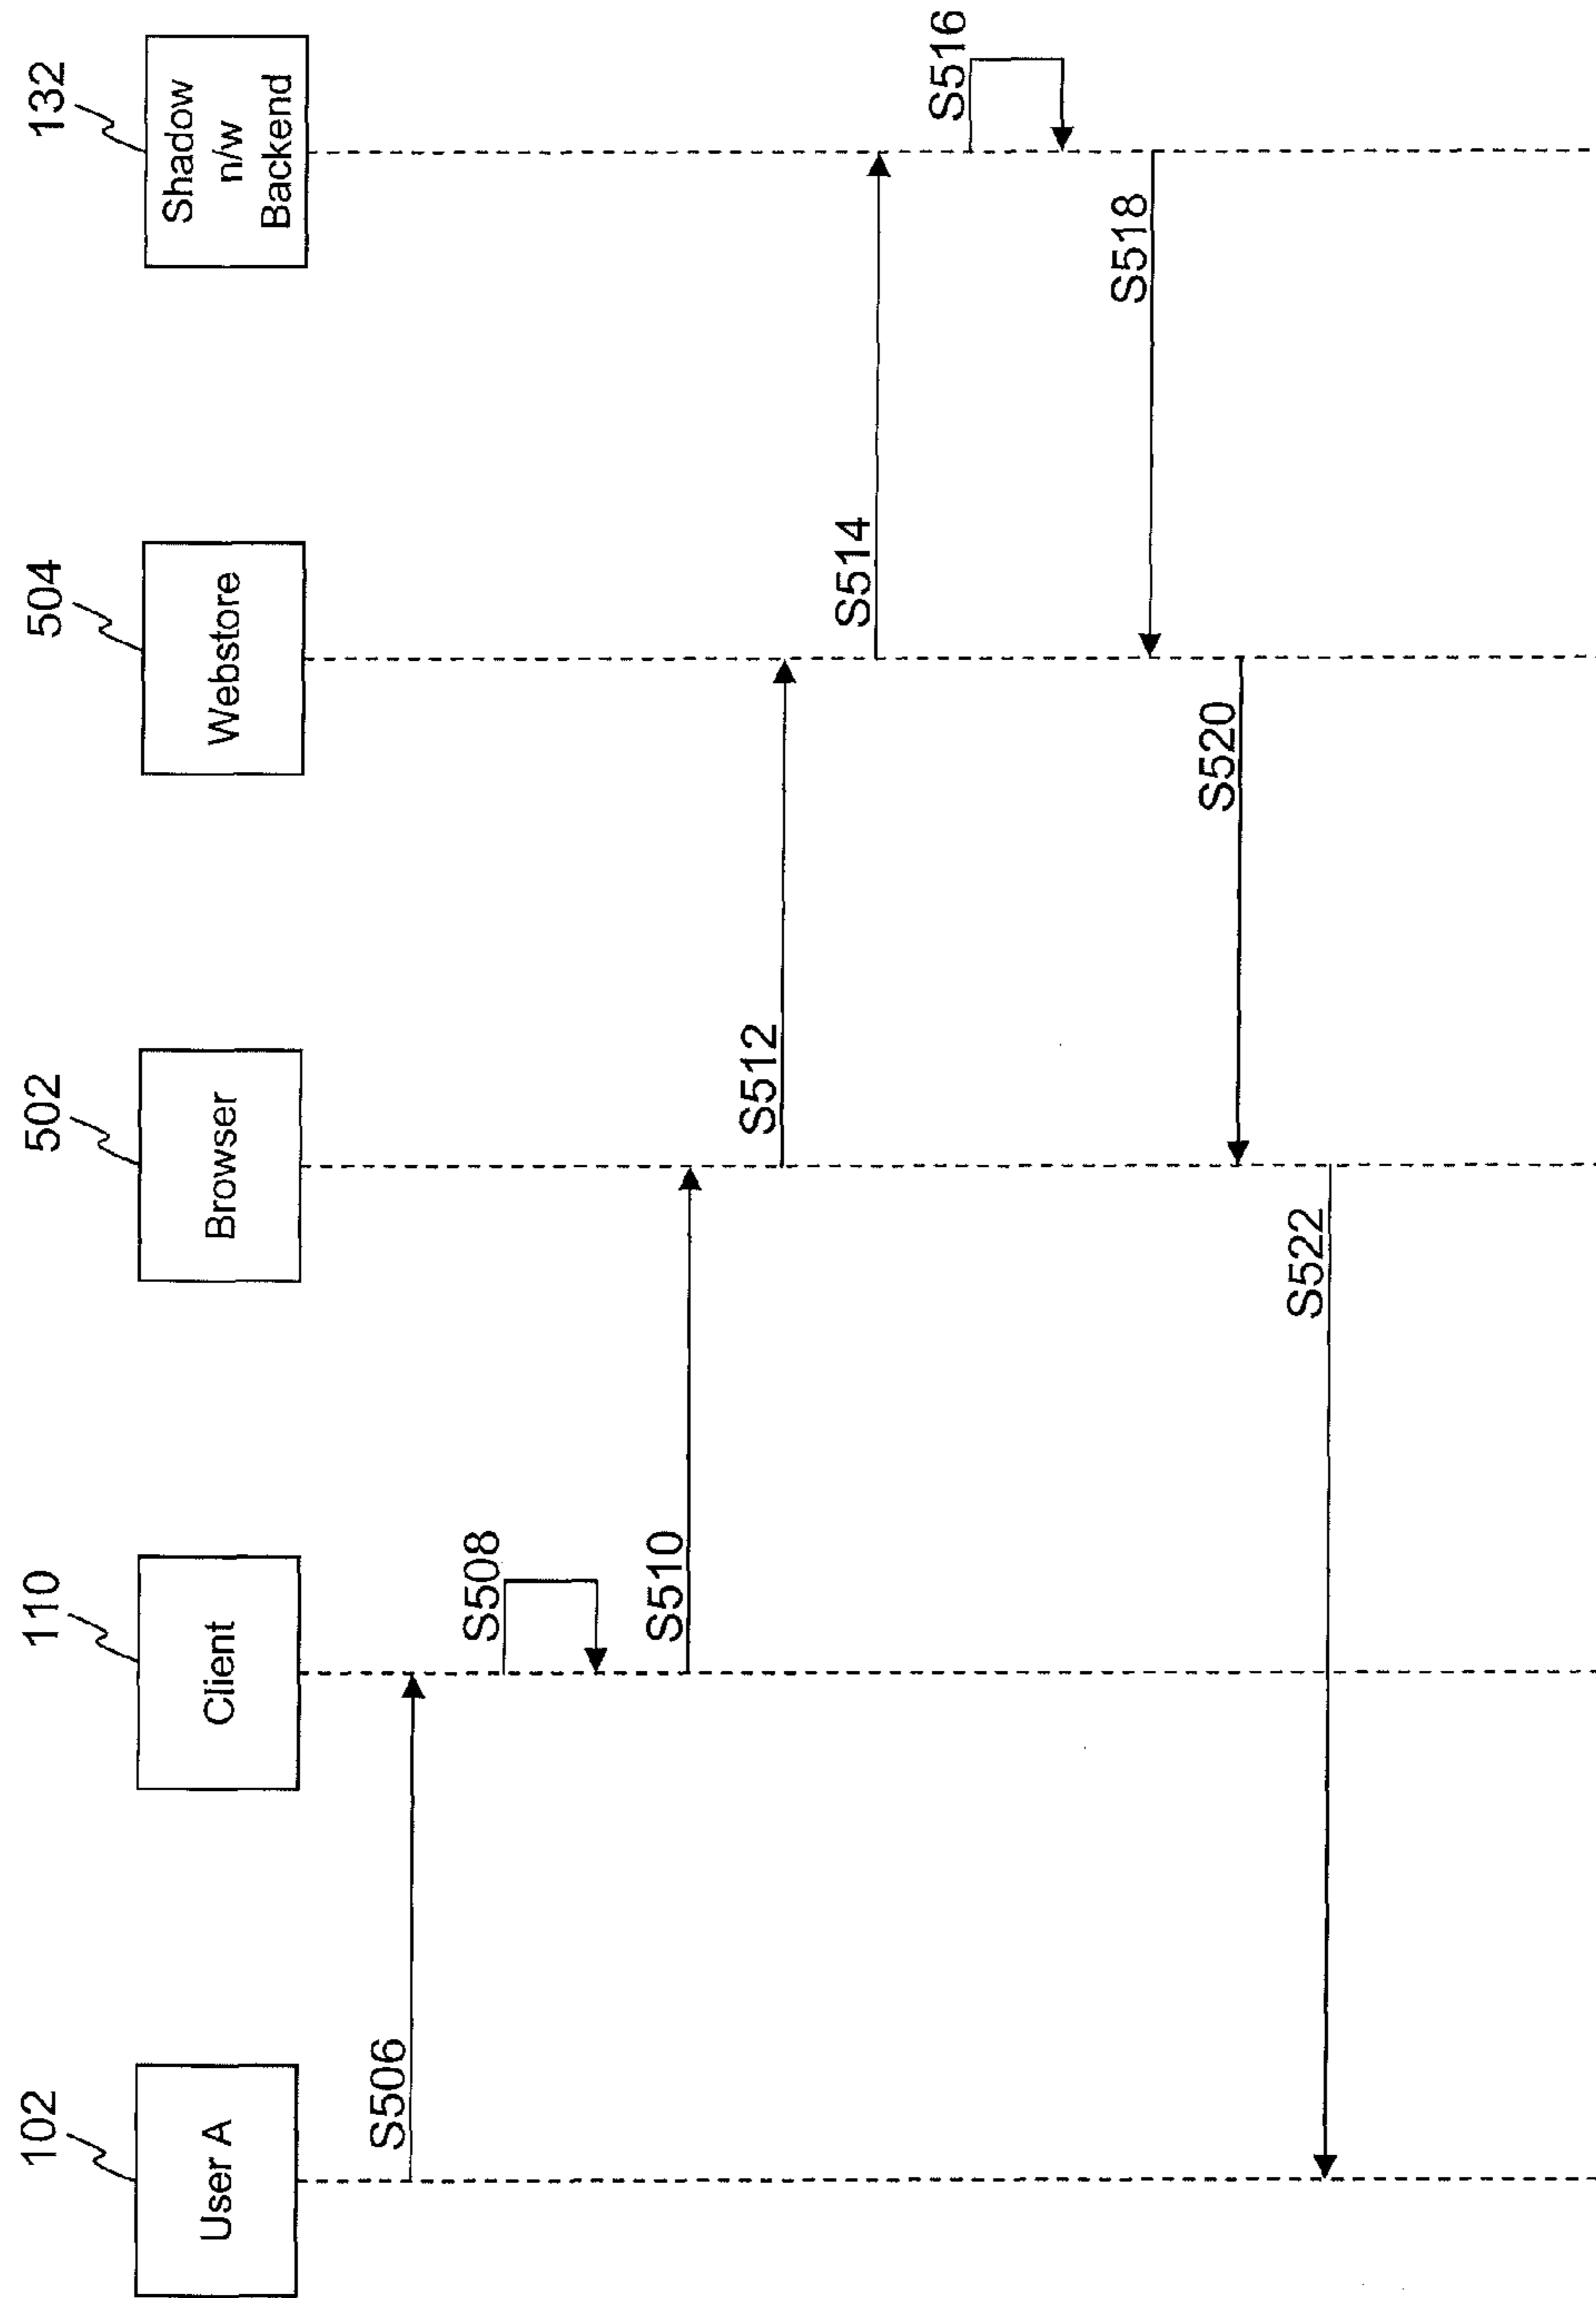 102
User A
110
Client
502
Browser
504
Webstore
132
Shadow
n/w
Backend
S506
S508
S510
S512
S514
S516
S518
S520
S522